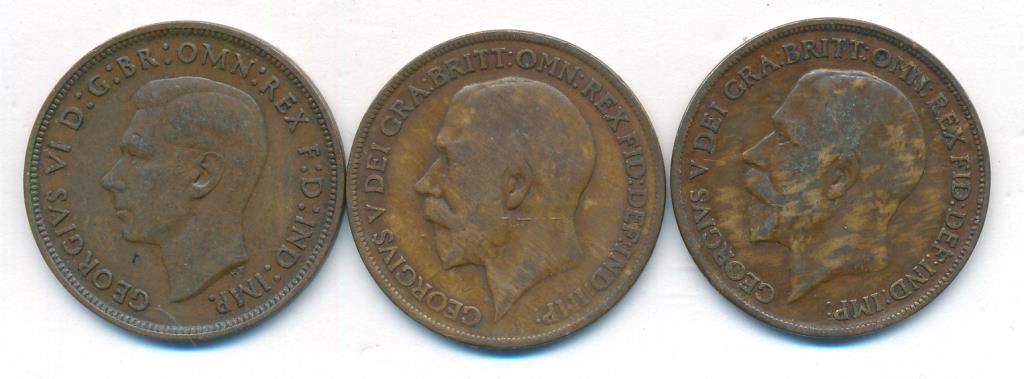 GEORGIVS VI D:G:BR:OMN:REX F:D:IND:IMP.
HP
GEORGIVS V DEI GRA:BRITT:OMN:REX FID:DEF:IND:IMP:
GEORGIVS V DEI GRA:BRITT:OMN:REX FID:DEF:IND:IMP: